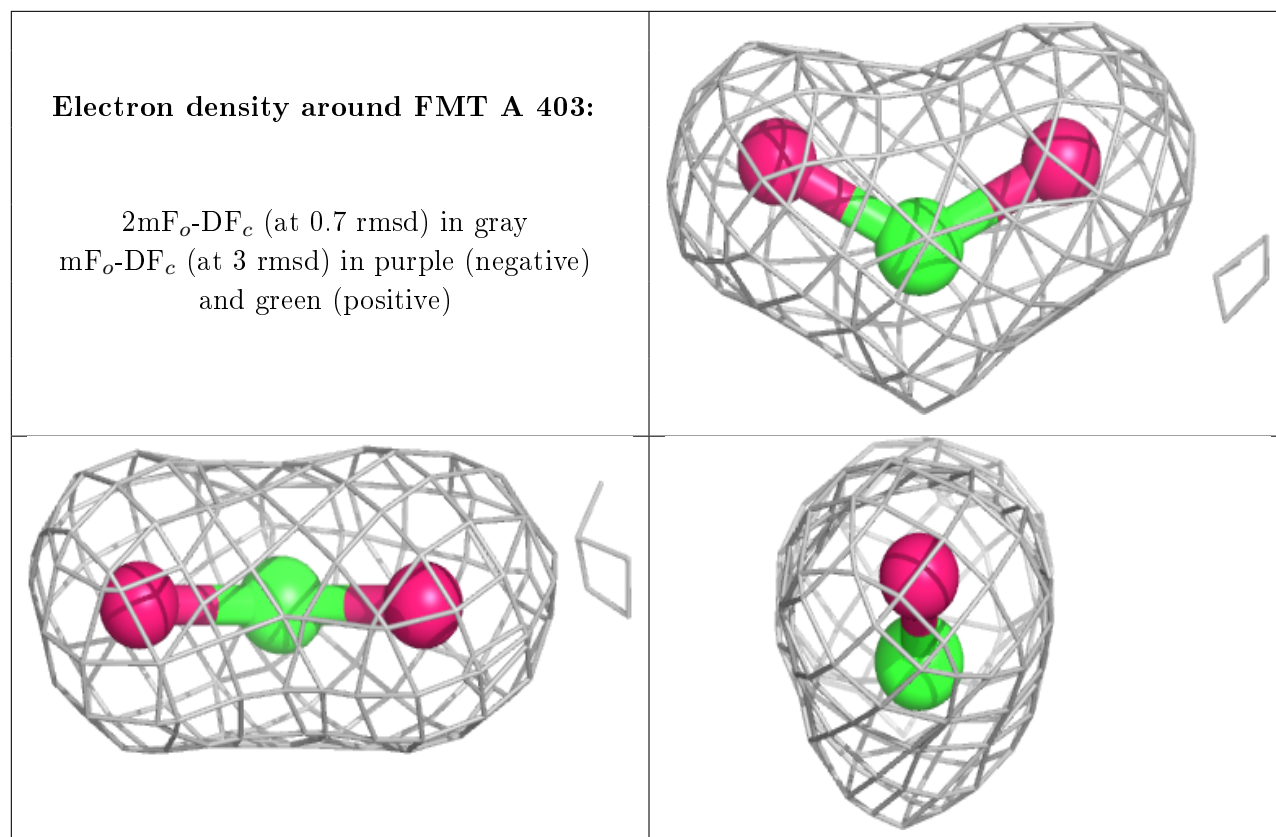 Electron density around FMT A 403:
2mFo-DFc (at 0.7 rmsd) in gray
mFo-DFc (at 3 rmsd) in purple (negative)
and green (positive)